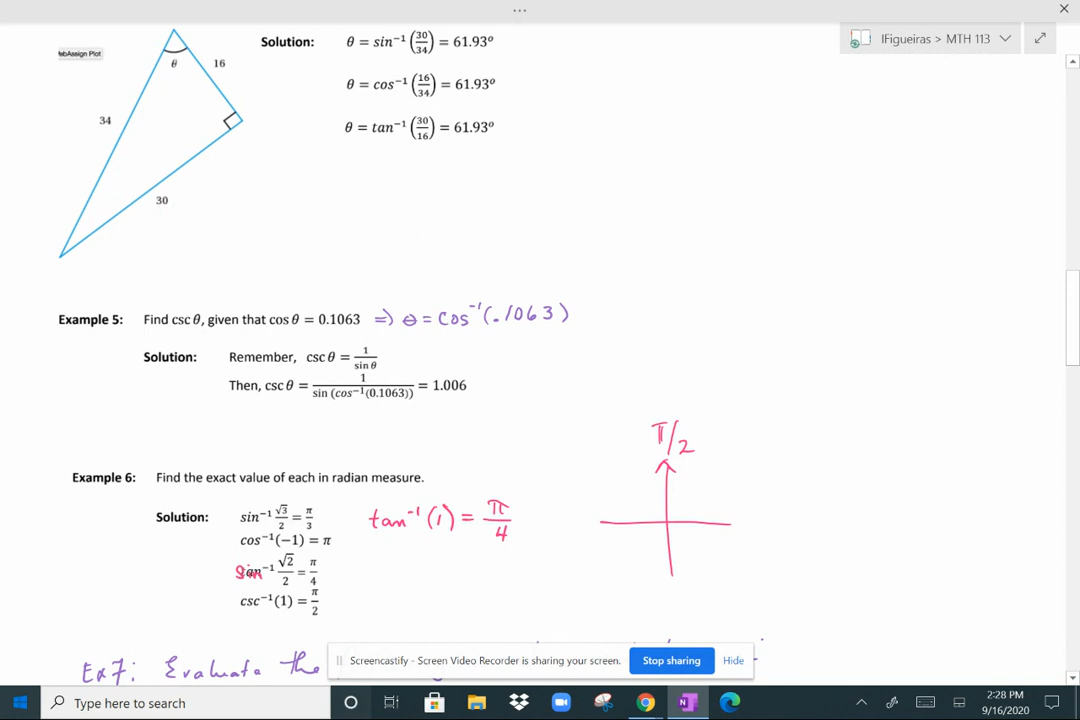 IFigueiras > MTH 113
ebAssign Plot
θ
16
34
30
Solution: θ = sin⁻¹ (30/34) = 61.93°
θ = cos⁻¹ (16/34) = 61.93°
θ = tan⁻¹ (30/16) = 61.93°
Example 5: Find csc θ, given that cos θ = 0.1063 => θ = cos⁻¹(.1063)
Solution: Remember, csc θ = 1/sin θ
Then, csc θ = 1/sin (cos⁻¹(0.1063)) = 1.006
π/2
Example 6: Find the exact value of each in radian measure.
Solution: sin⁻¹ √3/2 = π/3
tan⁻¹(1) = π/4
cos⁻¹(−1) = π
sin⁻¹ √2/2 = π/4
csc⁻¹(1) = π/2
Ex7: Evaluate the
Screencastify - Screen Video Recorder is sharing your screen. Stop sharing Hide
Type here to search
2:28 PM
9/16/2020